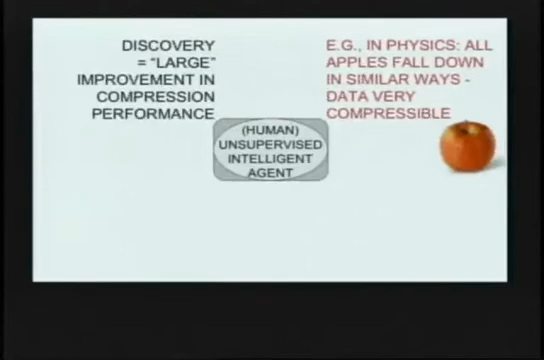 DISCOVERY
= "LARGE"
IMPROVEMENT IN
COMPRESSION
PERFORMANCE
E.G., IN PHYSICS: ALL
APPLES FALL DOWN
IN SIMILAR WAYS -
DATA VERY
COMPRESSIBLE
(HUMAN)
UNSUPERVISED
INTELLIGENT
AGENT